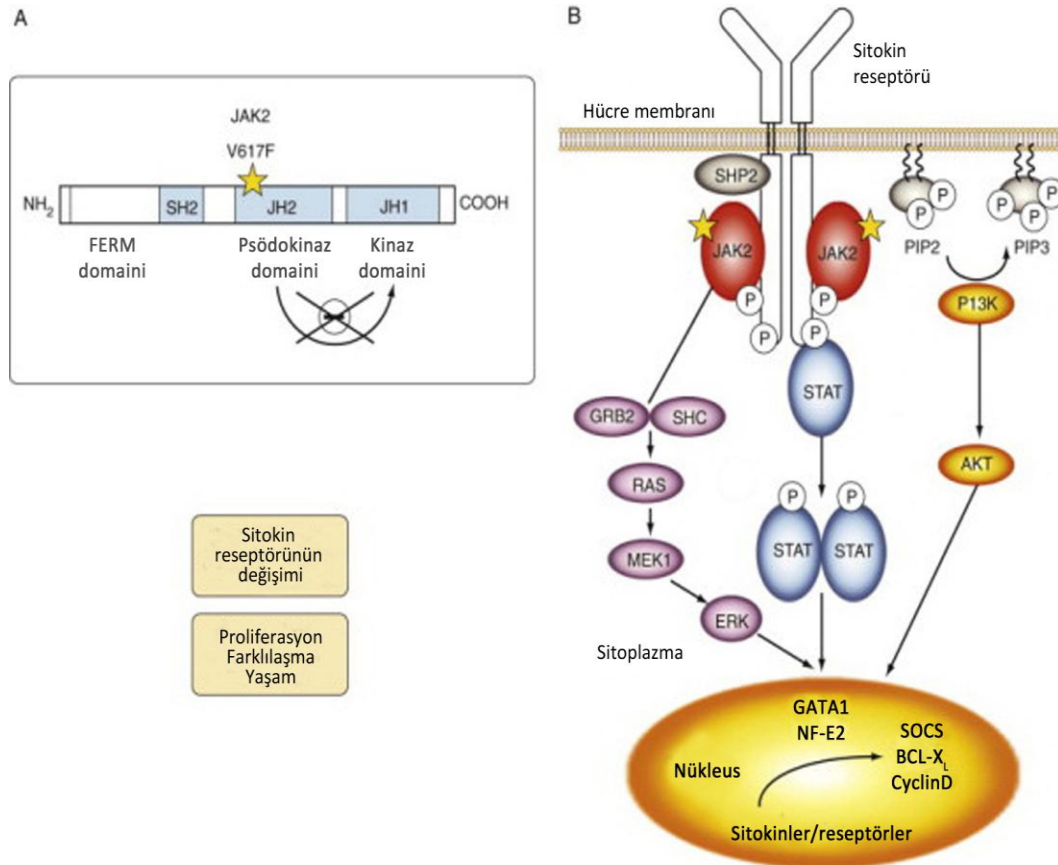 A
JAK2
V617F
NH2
SH2
JH2
JH1
COOH
FERM
domaini
Psödokinaz
domaini
Kinaz
domaini
Sitokin
reseptörünün
değişimi
Proliferasyon
Farklılaşma
Yaşam
B
Sitokin
reseptörü
Hücre membranı
SHP2
JAK2
JAK2
P
P
P
P
P
P
P
PIP2
P
P
P
PIP3
P13K
STAT
GRB2
SHC
RAS
MEK1
ERK
AKT
P
P
STAT
STAT
Sitoplazma
GATA1
NF-E2
SOCS
BCL-XL
CyclinD
Nükleus
Sitokinler/reseptörler